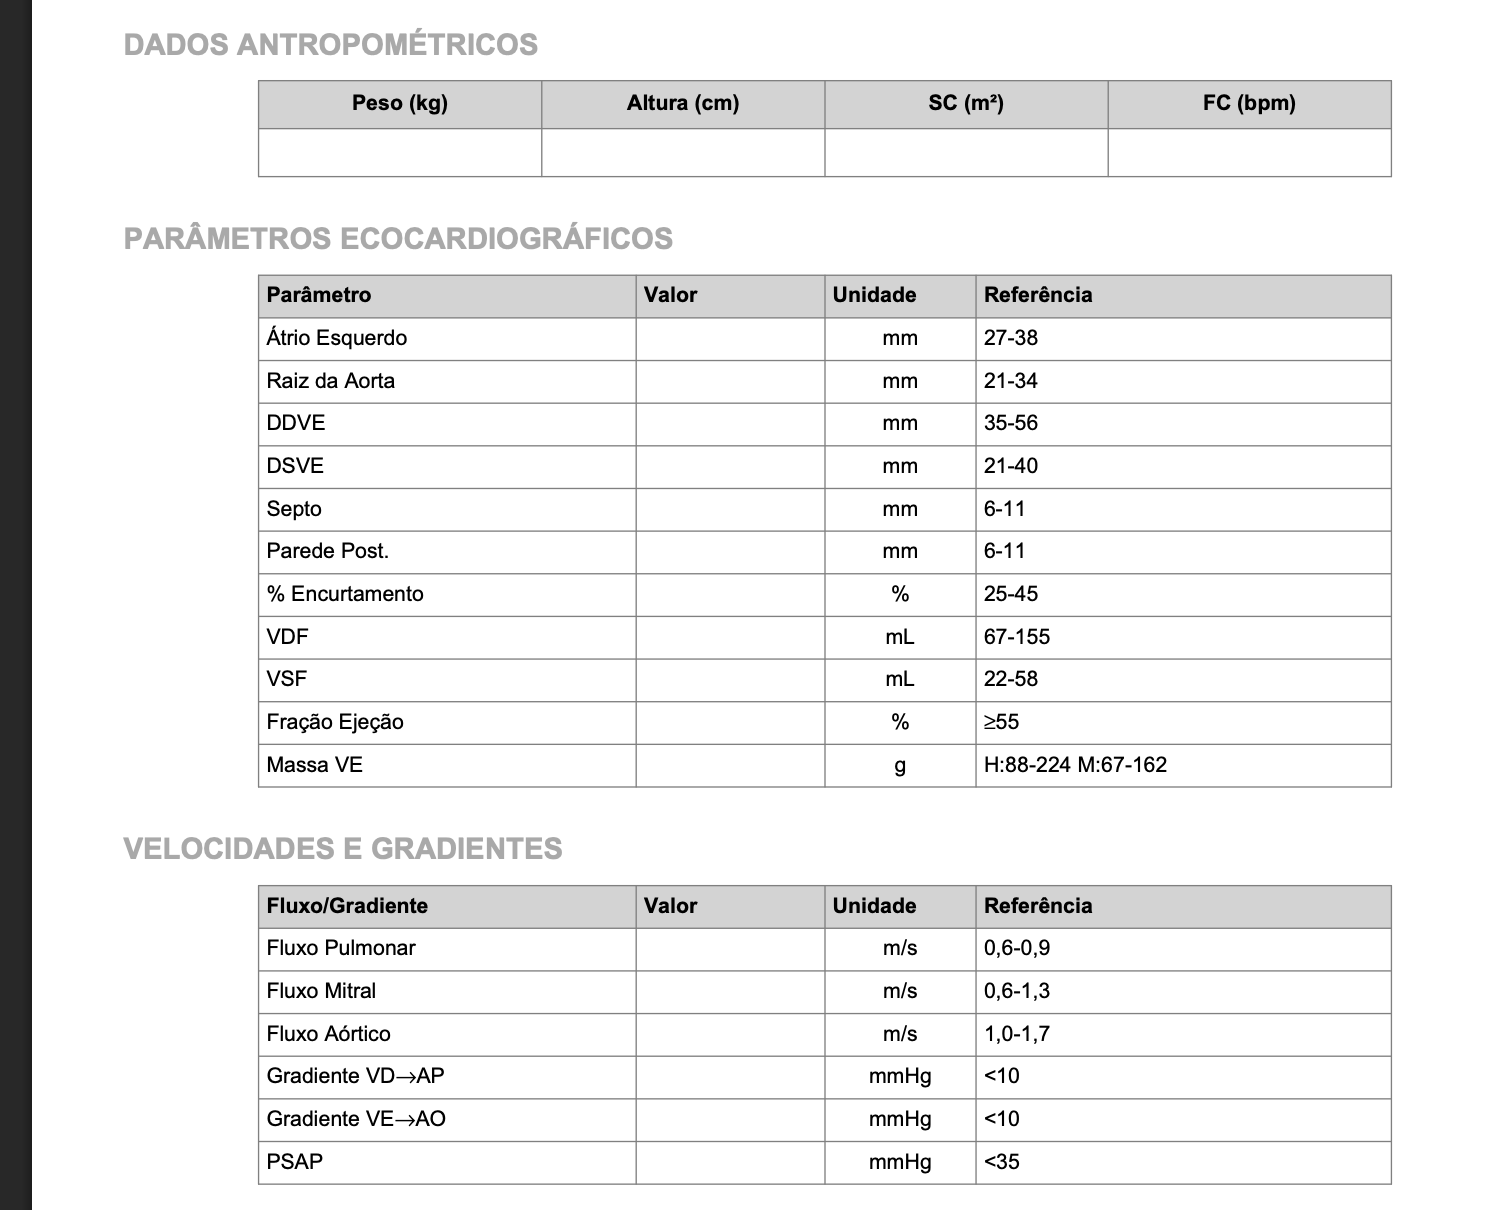 DADOS ANTROPOMÉTRICOS
Peso (kg) Altura (cm) SC (m²) FC (bpm)
PARÂMETROS ECOCARDIOGRÁFICOS
Parâmetro Valor Unidade Referência
Átrio Esquerdo mm 27-38
Raiz da Aorta mm 21-34
DDVE mm 35-56
DSVE mm 21-40
Septo mm 6-11
Parede Post. mm 6-11
% Encurtamento % 25-45
VDF mL 67-155
VSF mL 22-58
Fração Ejeção % ≥55
Massa VE g H:88-224 M:67-162
VELOCIDADES E GRADIENTES
Fluxo/Gradiente Valor Unidade Referência
Fluxo Pulmonar m/s 0,6-0,9
Fluxo Mitral m/s 0,6-1,3
Fluxo Aórtico m/s 1,0-1,7
Gradiente VD→AP mmHg <10
Gradiente VE→AO mmHg <10
PSAP mmHg <35